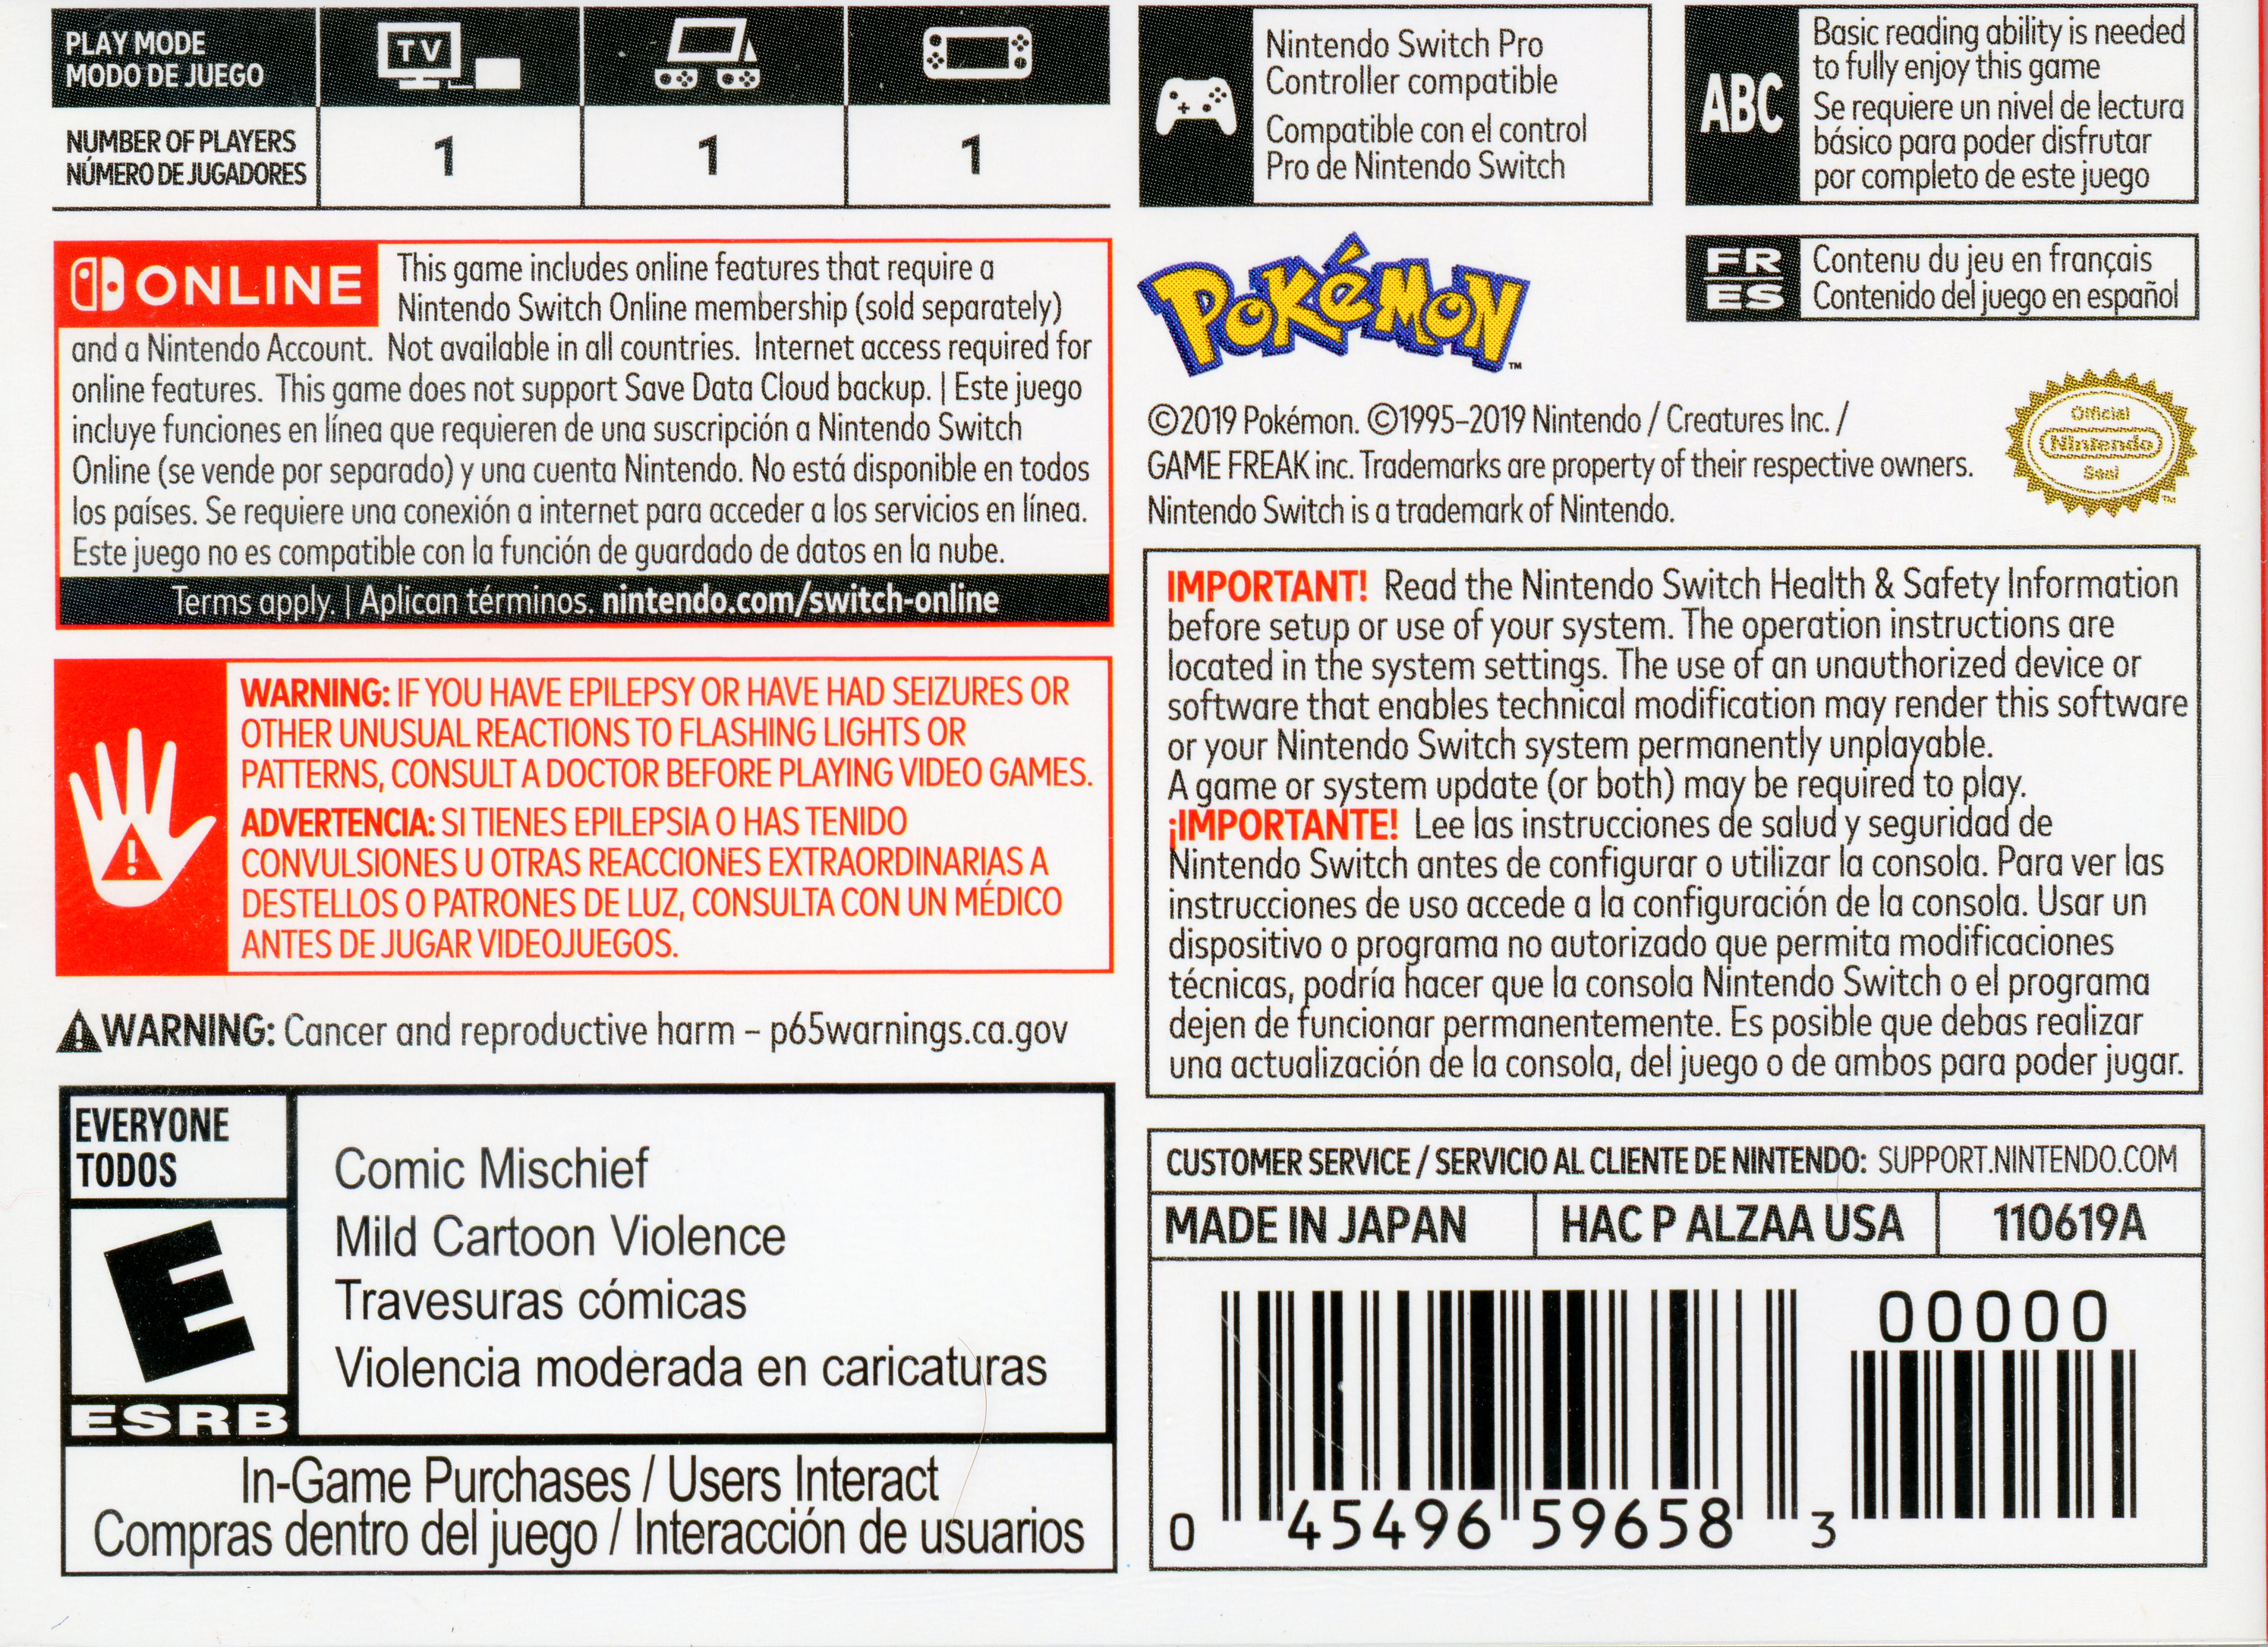 PLAY MODE
MODO DE JUEGO
TV
NUMBER OF PLAYERS
NÚMERO DE JUGADORES
1
1
1
Nintendo Switch Pro
Controller compatible
Compatible con el control
Pro de Nintendo Switch
ABC
Basic reading ability is needed
to fully enjoy this game
Se requiere un nivel de lectura
básico para poder disfrutar
por completo de este juego
ONLINE
This game includes online features that require a
Nintendo Switch Online membership (sold separately)
and a Nintendo Account. Not available in all countries. Internet access required for
online features. This game does not support Save Data Cloud backup. | Este juego
incluye funciones en línea que requieren de una suscripción a Nintendo Switch
Online (se vende por separado) y una cuenta Nintendo. No está disponible en todos
los países. Se requiere una conexión a internet para acceder a los servicios en línea.
Este juego no es compatible con la función de guardado de datos en la nube.
Terms apply. | Aplican términos. nintendo.com/switch-online
POKéMON™
FR
ES
Contenu du jeu en français
Contenido del juego en español
©2019 Pokémon. ©1995–2019 Nintendo / Creatures Inc. /
GAME FREAK inc. Trademarks are property of their respective owners.
Nintendo Switch is a trademark of Nintendo.
Official
Nintendo
Seal
™
WARNING: IF YOU HAVE EPILEPSY OR HAVE HAD SEIZURES OR
OTHER UNUSUAL REACTIONS TO FLASHING LIGHTS OR
PATTERNS, CONSULT A DOCTOR BEFORE PLAYING VIDEO GAMES.
ADVERTENCIA: SI TIENES EPILEPSIA O HAS TENIDO
CONVULSIONES U OTRAS REACCIONES EXTRAORDINARIAS A
DESTELLOS O PATRONES DE LUZ, CONSULTA CON UN MÉDICO
ANTES DE JUGAR VIDEOJUEGOS.
WARNING: Cancer and reproductive harm – p65warnings.ca.gov
IMPORTANT! Read the Nintendo Switch Health & Safety Information
before setup or use of your system. The operation instructions are
located in the system settings. The use of an unauthorized device or
software that enables technical modification may render this software
or your Nintendo Switch system permanently unplayable.
A game or system update (or both) may be required to play.
¡IMPORTANTE! Lee las instrucciones de salud y seguridad de
Nintendo Switch antes de configurar o utilizar la consola. Para ver las
instrucciones de uso accede a la configuración de la consola. Usar un
dispositivo o programa no autorizado que permita modificaciones
técnicas, podría hacer que la consola Nintendo Switch o el programa
dejen de funcionar permanentemente. Es posible que debas realizar
una actualización de la consola, del juego o de ambos para poder jugar.
EVERYONE
TODOS
E
ESRB
Comic Mischief
Mild Cartoon Violence
Travesuras cómicas
Violencia moderada en caricaturas
In-Game Purchases / Users Interact
Compras dentro del juego / Interacción de usuarios
CUSTOMER SERVICE / SERVICIO AL CLIENTE DE NINTENDO: SUPPORT.NINTENDO.COM
MADE IN JAPAN
HAC P ALZAA USA
110619A
00000
0 45496 59658 3